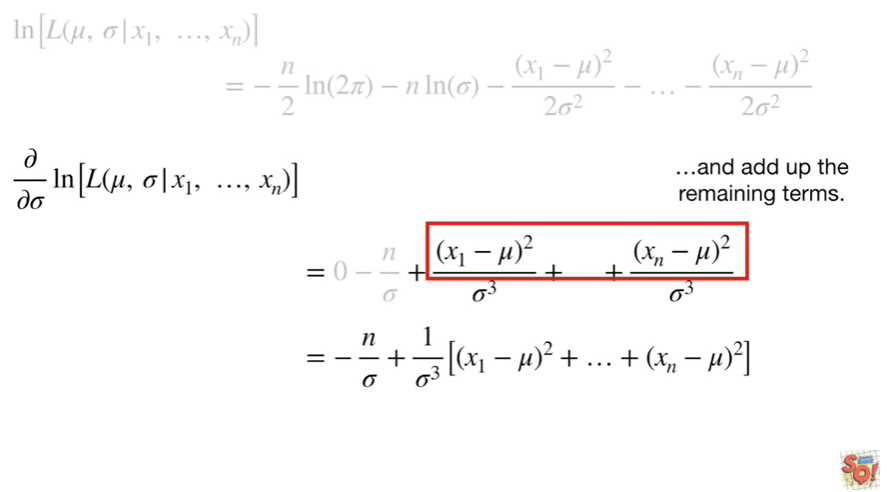 ln[L(μ, σ|x₁, …, xₙ)]
= − n/2 ln(2π) − n ln(σ) − (x₁ − μ)²/2σ² − … − (xₙ − μ)²/2σ²
∂/∂σ ln[L(μ, σ|x₁, …, xₙ)]
…and add up the
remaining terms.
= 0 − n/σ + (x₁ − μ)²/σ³ + + (xₙ − μ)²/σ³
= − n/σ + 1/σ³ [(x₁ − μ)² + … + (xₙ − μ)²]
SQ!